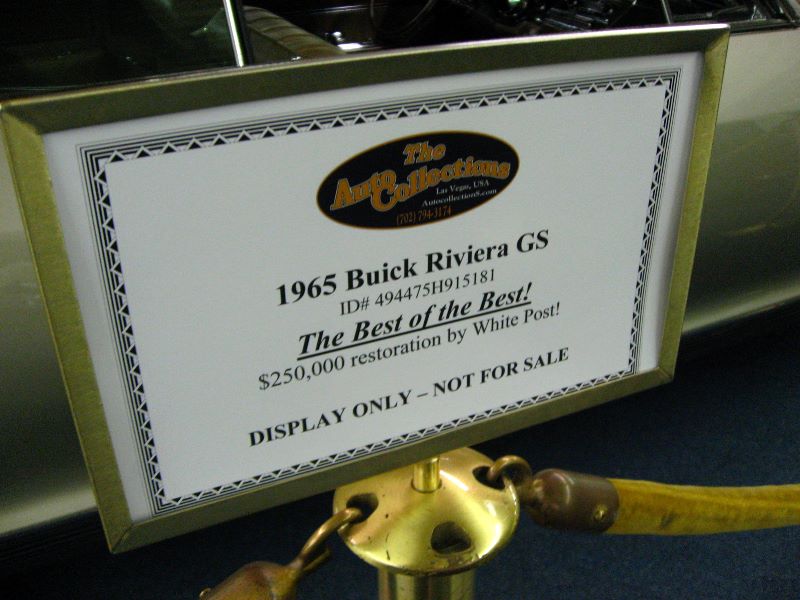 The
Auto Collections
Las Vegas, USA
AutocollectionS.com
(702) 794-3174
1965 Buick Riviera GS
ID# 494475H915181
The Best of the Best!
$250,000 restoration by White Post!
DISPLAY ONLY – NOT FOR SALE